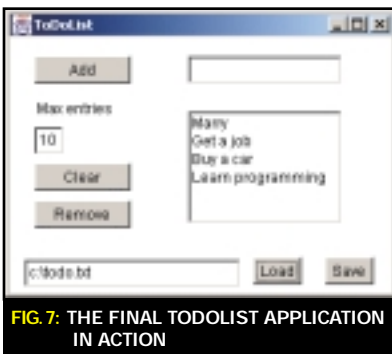 ToDoList
Add
Max entries
10
Marry
Get a job
Buy a car
Learn programming
Clear
Remove
c:\todo.txt
Load
Save
FIG. 7: THE FINAL TODOLIST APPLICATION
IN ACTION